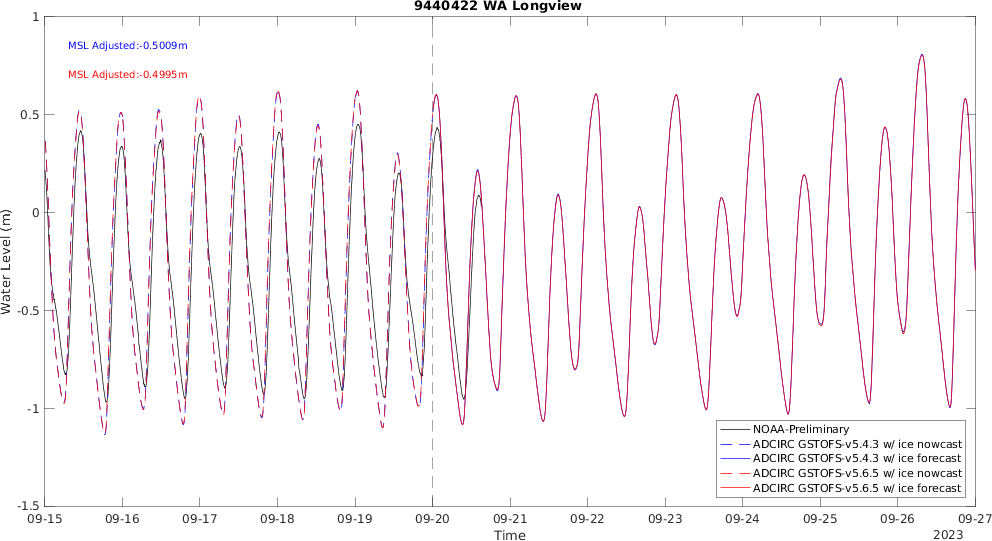 9440422 WA Longview
MSL Adjusted:-0.5009m
MSL Adjusted:-0.4995m
Water Level (m)
1
0.5
0
-0.5
-1
-1.5
NOAA-Preliminary
ADCIRC GSTOFS-v5.4.3 w/ ice nowcast
ADCIRC GSTOFS-v5.4.3 w/ ice forecast
ADCIRC GSTOFS-v5.6.5 w/ ice nowcast
ADCIRC GSTOFS-v5.6.5 w/ ice forecast
09-15 09-16 09-17 09-18 09-19 09-20 09-21 09-22 09-23 09-24 09-25 09-26 09-27
Time
2023